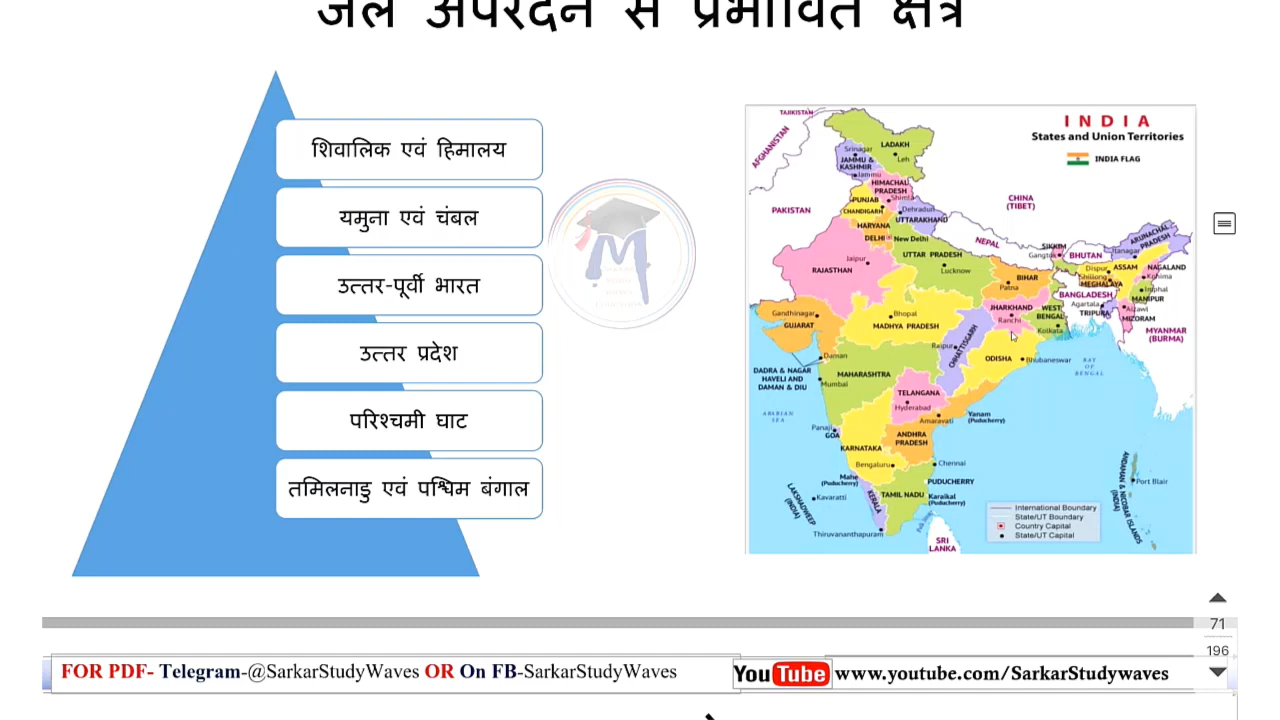 जल अपरदन से प्रभावित क्षेत्र
शिवालिक एवं हिमालय
यमुना एवं चंबल
उत्तर-पूर्वी भारत
उत्तर प्रदेश
परिश्चमी घाट
तमिलनाडु एवं पश्चिम बंगाल
INDIA
States and Union Territories
INDIA FLAG
TAJIKISTAN
AFGHANISTAN
PAKISTAN
CHINA
(TIBET)
NEPAL
BHUTAN
BANGLADESH
MYANMAR
(BURMA)
SRI
LANKA
LADAKH
Leh
Srinagar
JAMMU &
KASHMIR
Jammu
HIMACHAL
PRADESH
Shimla
PUNJAB
CHANDIGARH
Dehradun
UTTARAKHAND
HARYANA
DELHI
New Delhi
Jaipur
RAJASTHAN
UTTAR PRADESH
Lucknow
BIHAR
Patna
SIKKIM
Gangtok
ARUNACHAL
PRADESH
Itanagar
Dispur
ASSAM
NAGALAND
Kohima
Shillong
MEGHALAYA
Imphal
MANIPUR
Agartala
TRIPURA
Aizawl
MIZORAM
JHARKHAND
Ranchi
WEST
BENGAL
Kolkata
Gandhinagar
GUJARAT
Bhopal
MADHYA PRADESH
Raipur
CHHATTISGARH
ODISHA
Bhubaneswar
Daman
DADRA & NAGAR
HAVELI AND
DAMAN & DIU
Mumbai
MAHARASHTRA
TELANGANA
Hyderabad
Amaravati
Yanam
(Puducherry)
ARABIAN
SEA
BAY
OF
BENGAL
Panaji
GOA
KARNATAKA
ANDHRA
PRADESH
Bengaluru
Chennai
Mahe
(Puducherry)
PUDUCHERRY
TAMIL NADU
Karaikal
(Puducherry)
KERALA
LAKSHADWEEP
(INDIA)
Kavaratti
Thiruvananthapuram
ANDAMAN & NICOBAR ISLANDS
(INDIA)
Port Blair
International Boundary
State/UT Boundary
Country Capital
State/UT Capital
71
196
FOR PDF- Telegram-@SarkarStudyWaves OR On FB-SarkarStudyWaves
YouTube www.youtube.com/SarkarStudywaves